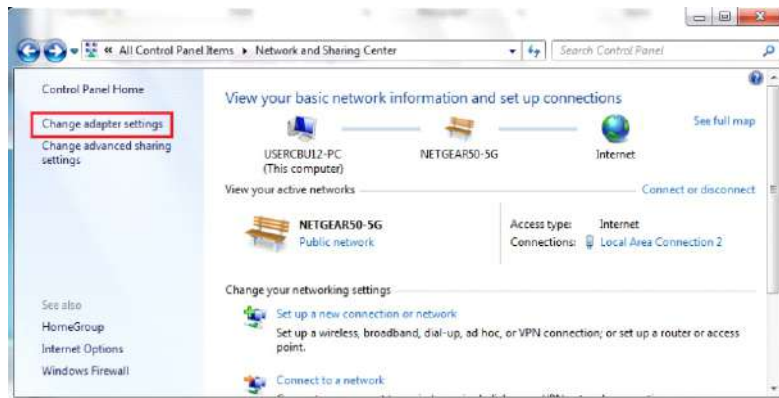 « All Control Panel Items ▸ Network and Sharing Center
Search Control Panel
Control Panel Home
Change adapter settings
Change advanced sharing
settings
See also
HomeGroup
Internet Options
Windows Firewall
View your basic network information and set up connections
See full map
USERCBU12-PC
(This computer)
NETGEAR50-5G
Internet
View your active networks
Connect or disconnect
NETGEAR50-5G
Public network
Access type: Internet
Connections: Local Area Connection 2
Change your networking settings
Set up a new connection or network
Set up a wireless, broadband, dial-up, ad hoc, or VPN connection; or set up a router or access
point.
Connect to a network